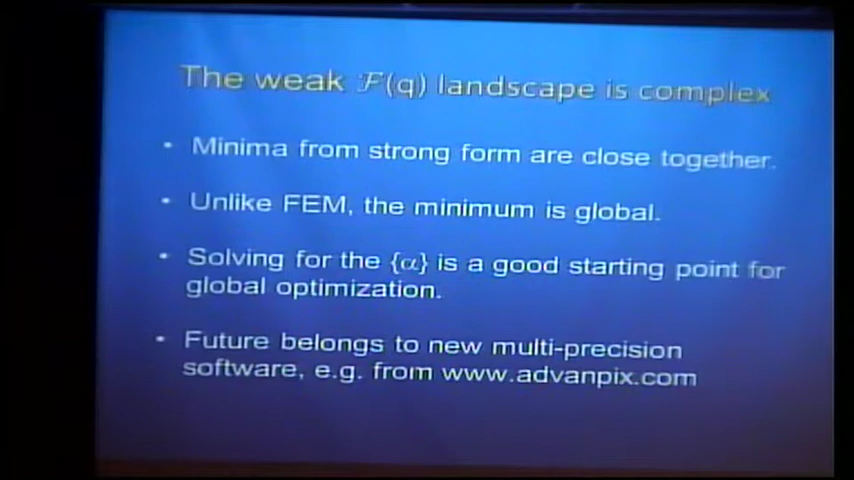 The weak ℱ(q) landscape is complex
• Minima from strong form are close together.
• Unlike FEM, the minimum is global.
• Solving for the {α} is a good starting point for
global optimization.
• Future belongs to new multi-precision
software, e.g. from www.advanpix.com